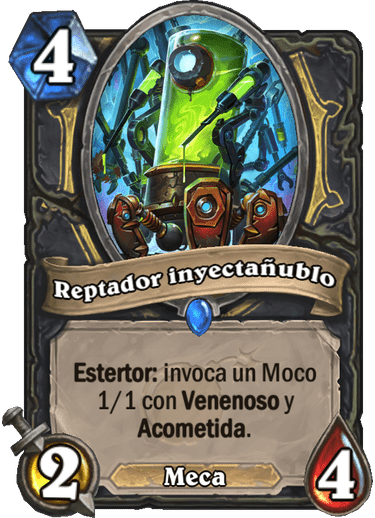 4
Reptador inyectañublo
Estertor: invoca un Moco
1/1 con Venenoso y
Acometida.
2
Meca
4